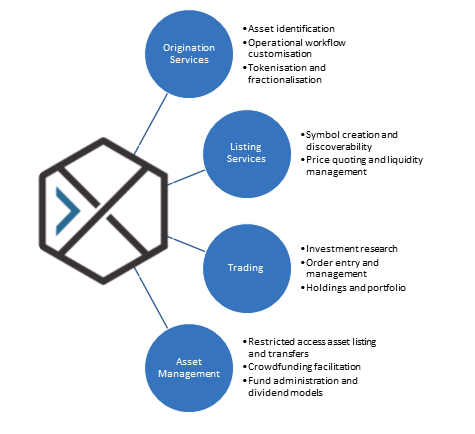 Origination
Services
•Asset identification
•Operational workflow
customisation
•Tokenisation and
fractionalisation
Listing
Services
•Symbol creation and
discoverability
•Price quoting and liquidity
management
Trading
•Investment research
•Order entry and
management
•Holdings and portfolio
Asset
Management
•Restricted access asset listing
and transfers
•Crowdfunding facilitation
•Fund administration and
dividend models